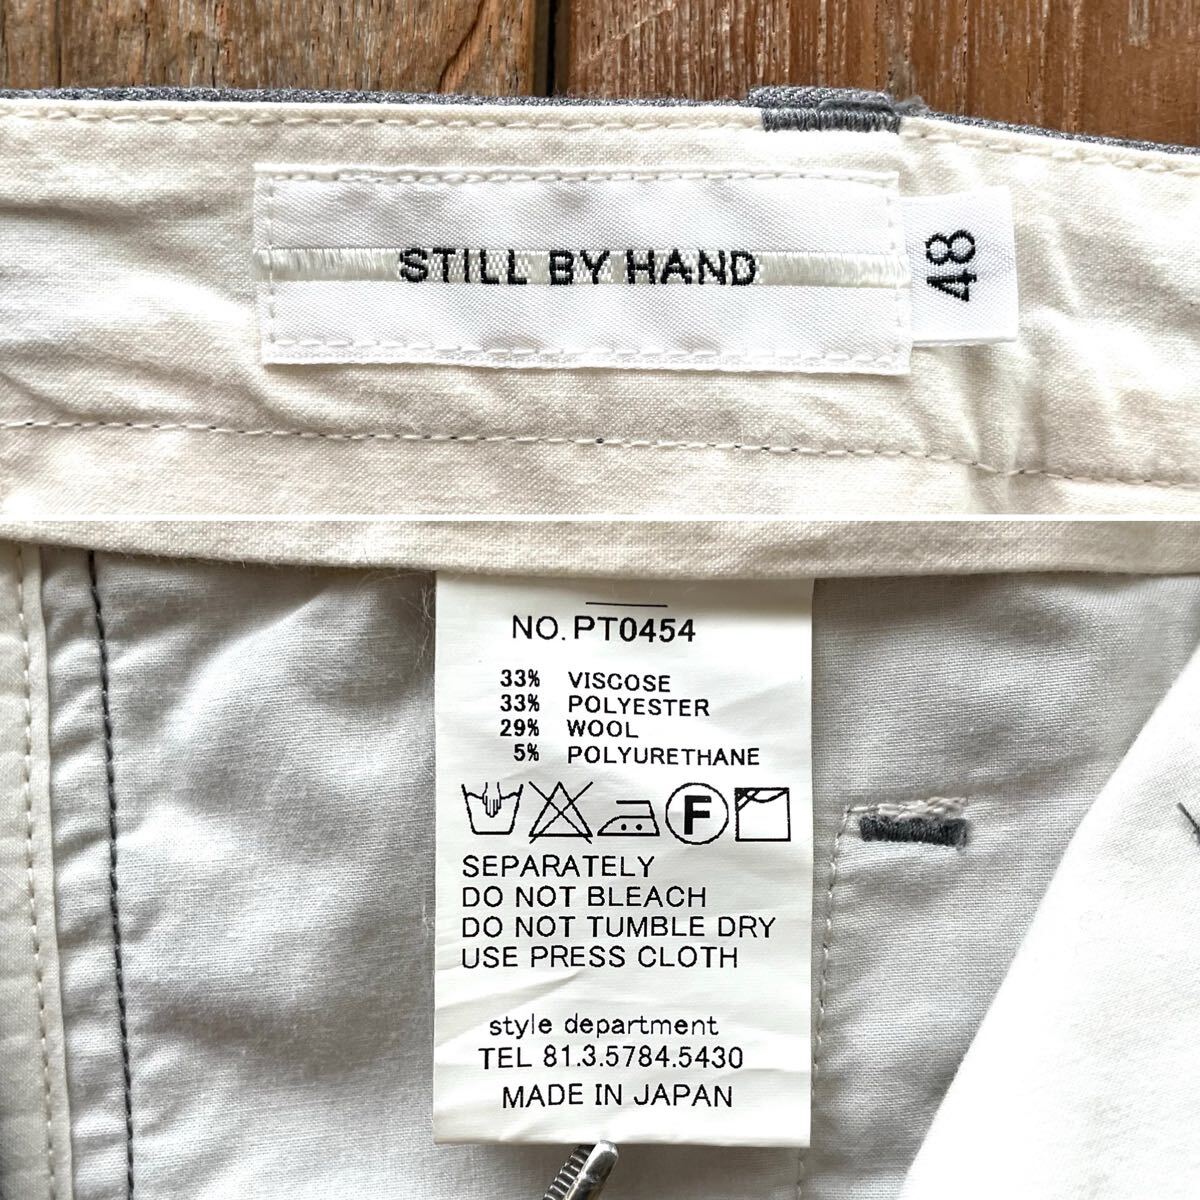 STILL BY HAND
48
NO. PT0454
33% VISCOSE
33% POLYESTER
29% WOOL
5% POLYURETHANE
F
SEPARATELY
DO NOT BLEACH
DO NOT TUMBLE DRY
USE PRESS CLOTH
style department
TEL 81.3.5784.5430
MADE IN JAPAN